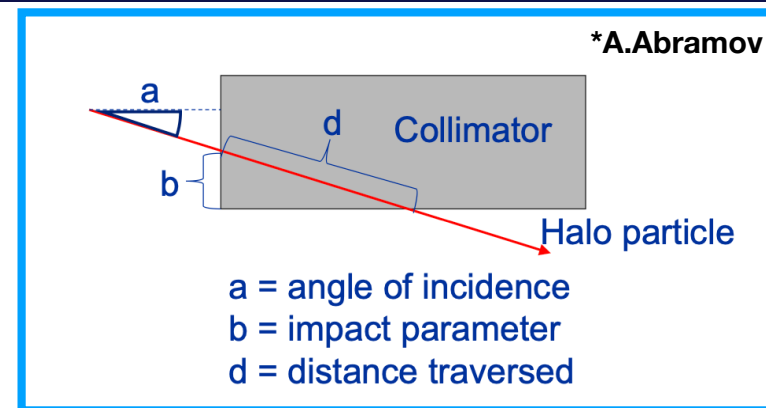 *A.Abramov
a
d
Collimator
b
Halo particle
a = angle of incidence
b = impact parameter
d = distance traversed